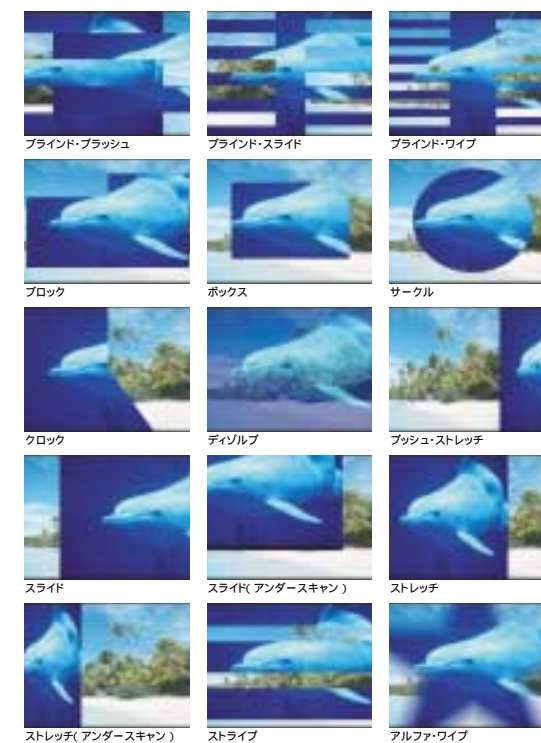 ブラインド・ブラッシュ
ブラインド・スライド
ブラインド・ワイプ
ブロック
ボックス
サークル
クロック
ディゾルブ
プッシュ・ストレッチ
スライド
スライド( アンダースキャン )
ストレッチ
ストレッチ( アンダースキャン )
ストライプ
アルファ・ワイプ